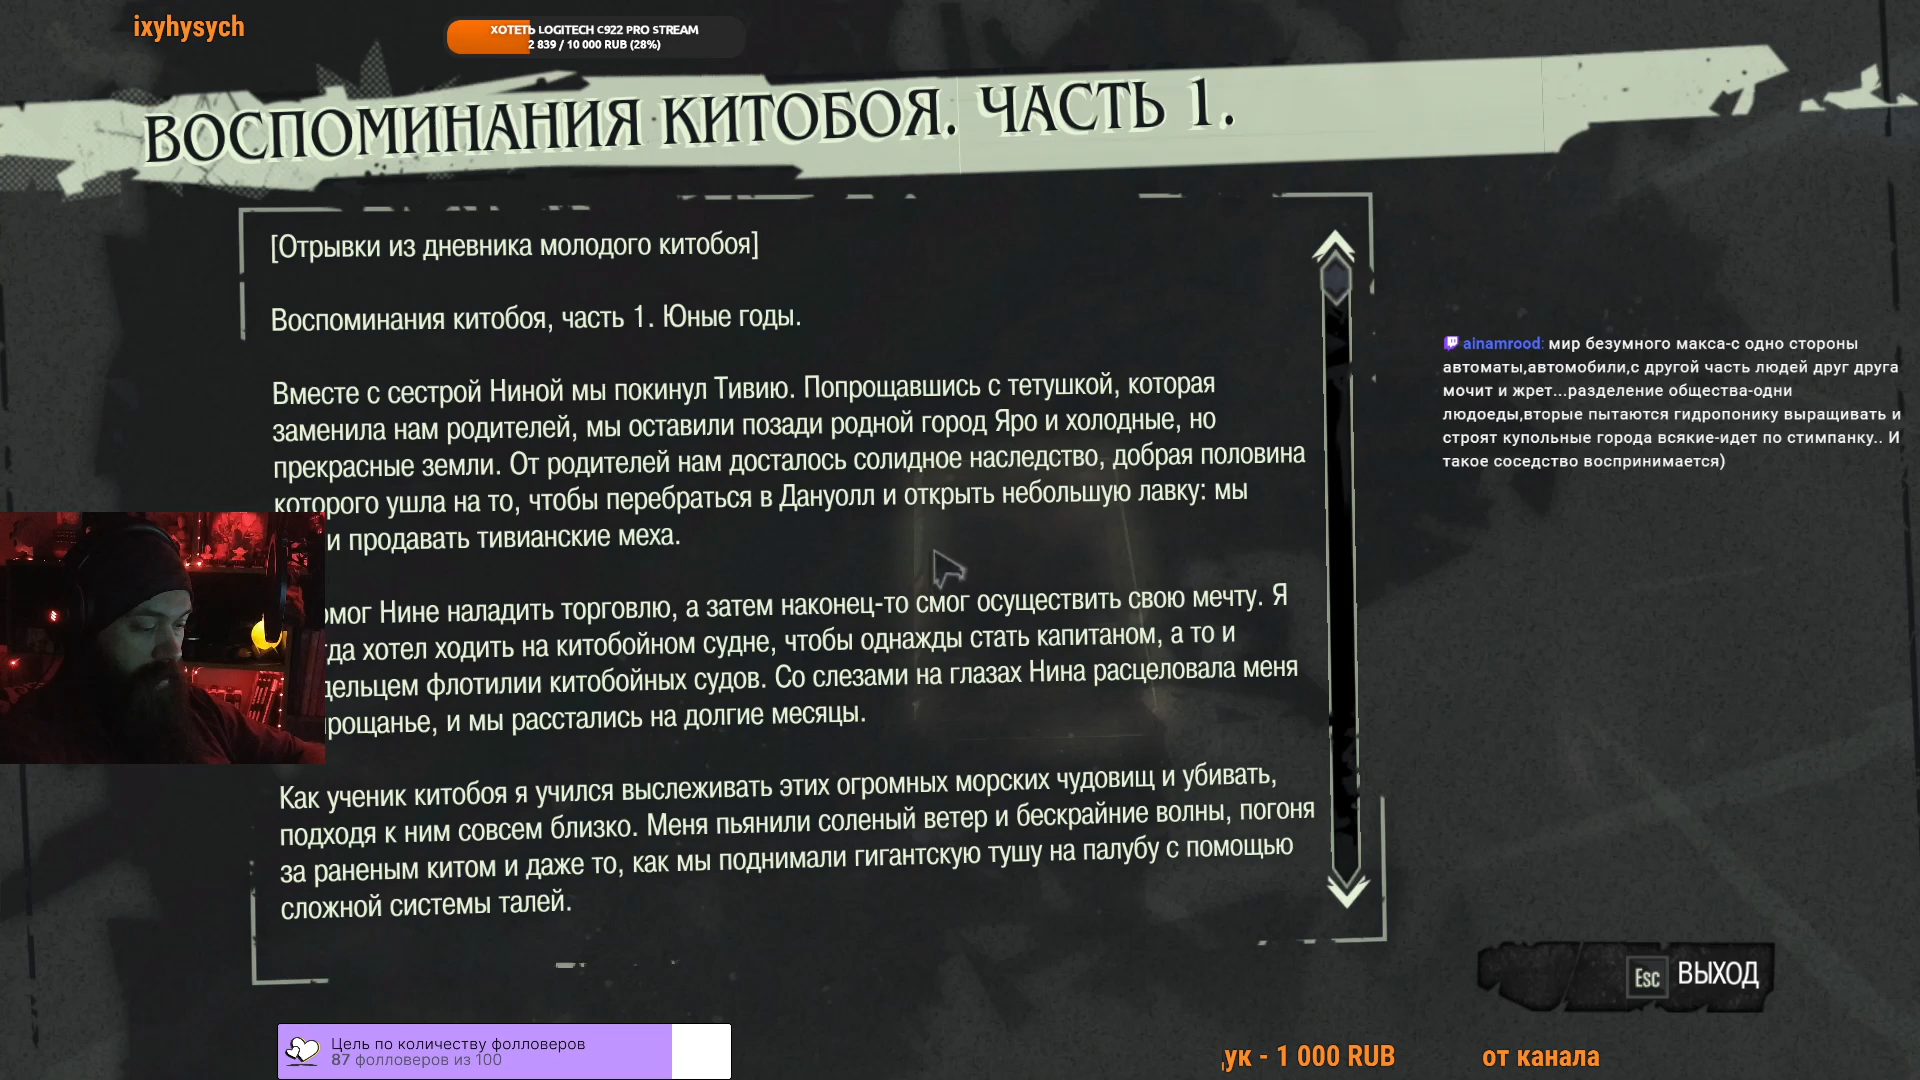 ixyhysych
ХОТЕТЬ LOGITECH C922 PRO STREAM
2 839 / 10 000 RUB (28%)
ВОСПОМИНАНИЯ КИТОБОЯ. ЧАСТЬ 1.
[Отрывки из дневника молодого китобоя]
Воспоминания китобоя, часть 1. Юные годы.
Вместе с сестрой Ниной мы покинул Тивию. Попрощавшись с тетушкой, которая
заменила нам родителей, мы оставили позади родной город Яро и холодные, но
прекрасные земли. От родителей нам досталось солидное наследство, добрая половина
которого ушла на то, чтобы перебраться в Дануолл и открыть небольшую лавку: мы
и продавать тивианские меха.
Нине наладить торговлю, а затем наконец-то смог осуществить свою мечту. Я
хотел ходить на китобойном судне, чтобы однажды стать капитаном, а то и
флотилии китобойных судов. Со слезами на глазах Нина расцеловала меня
прощанье, и мы расстались на долгие месяцы.
Как ученик китобоя я учился выслеживать этих огромных морских чудовищ и убивать,
подходя к ним совсем близко. Меня пьянили соленый ветер и бескрайние волны, погоня
за раненым китом и даже то, как мы поднимали гигантскую тушу на палубу с помощью
сложной системы талей.
ainamrood: мир безумного макса-с одно стороны
автоматы,автомобили,с другой часть людей друг друга
мочит и жрет...разделение общества-одни
людоеды,вторые пытаются гидропонику выращивать и
строят купольные города всякие-идет по стимпанку.. И
такое соседство воспринимается)
Esc ВЫХОД
Цель по количеству фолловеров
87 фолловеров из 100
ук - 1 000 RUB от канала